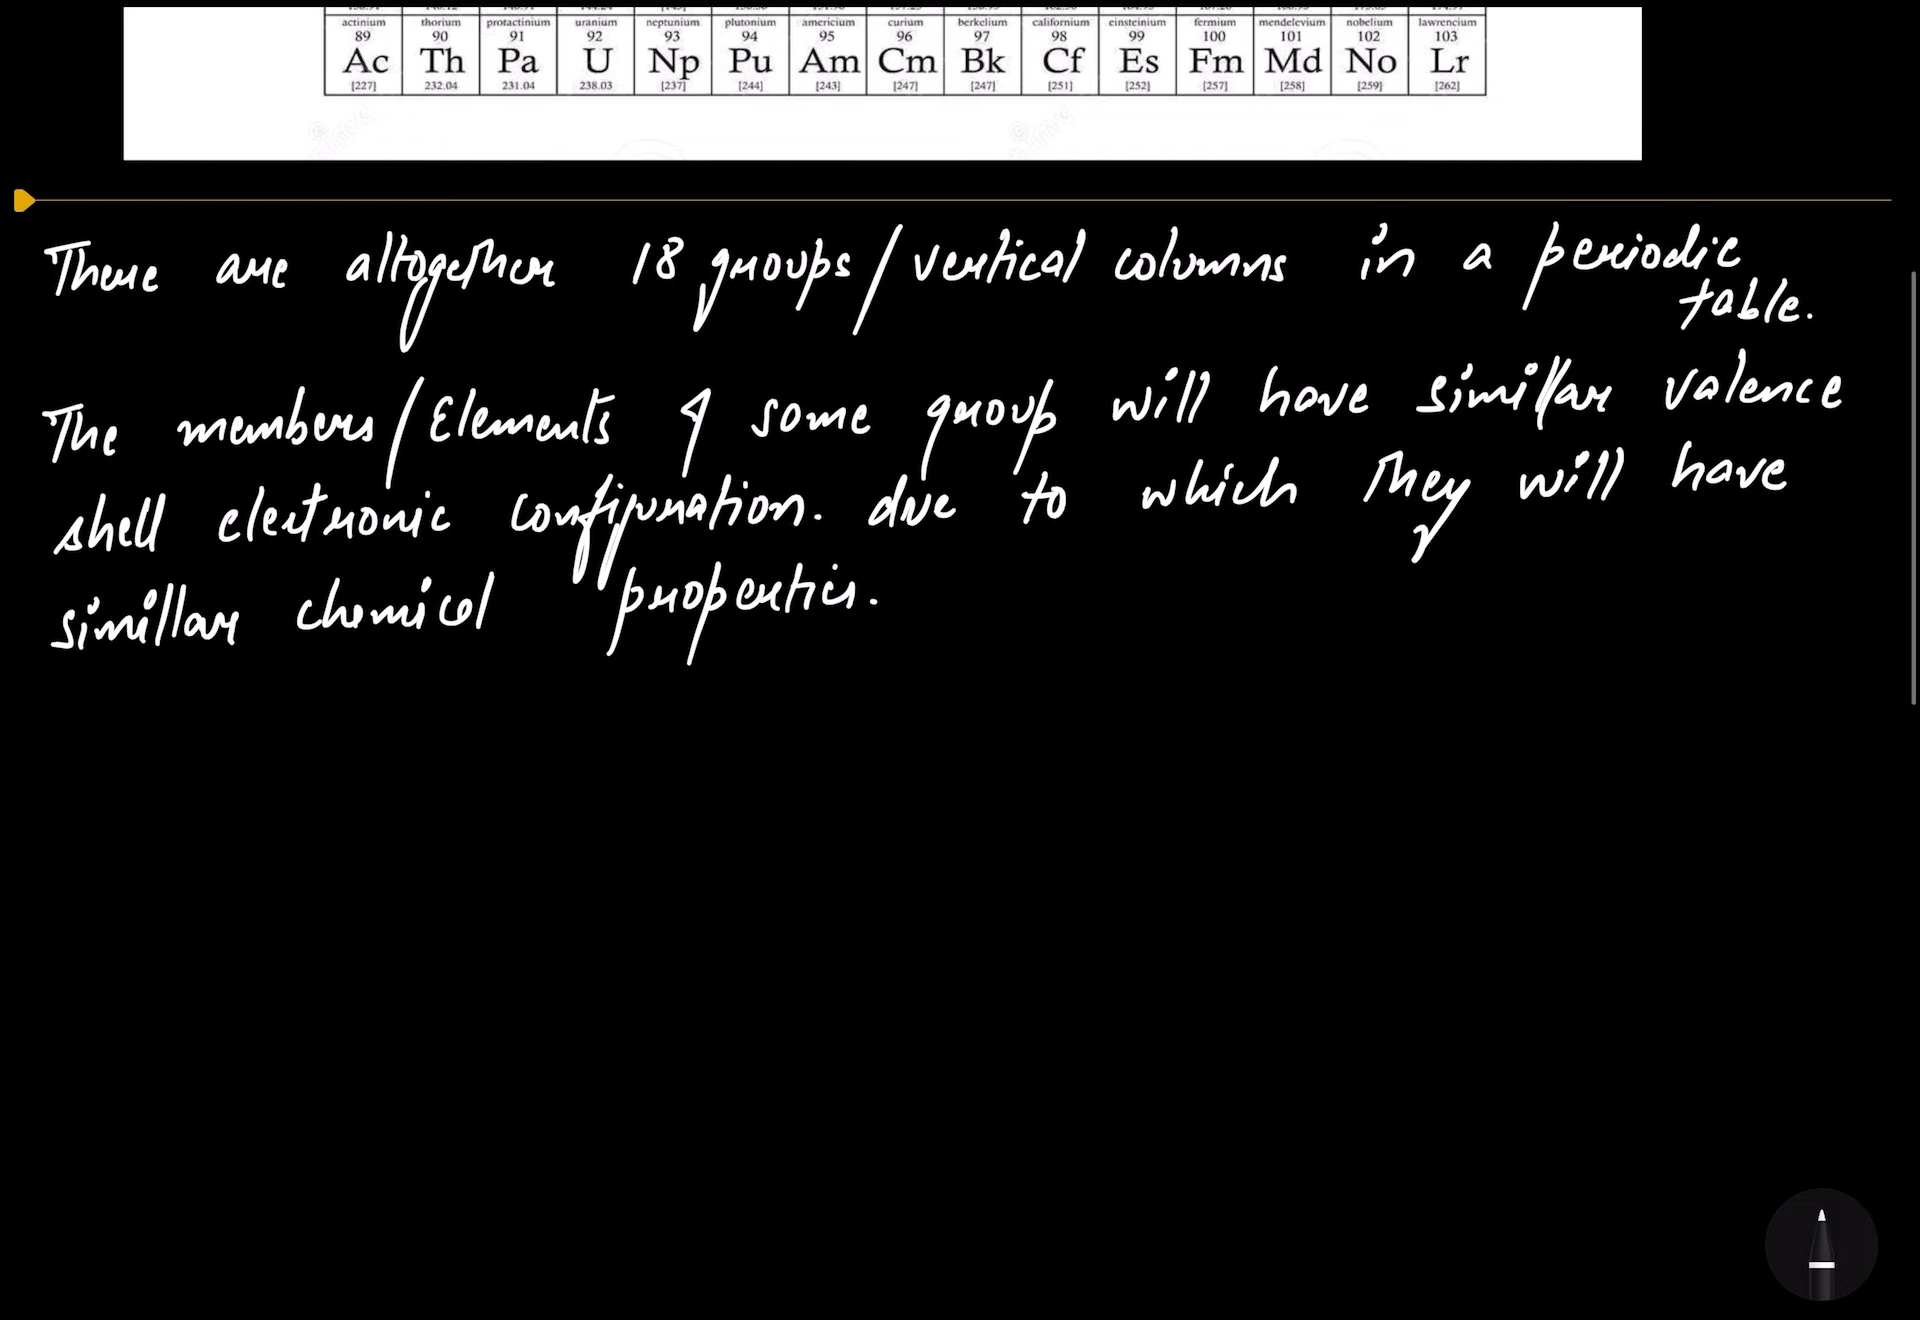 actinium thorium protactinium uranium neptunium plutonium americium curium berkelium californium einsteinium fermium mendelevium nobelium lawrencium
89 90 91 92 93 94 95 96 97 98 99 100 101 102 103
Ac Th Pa U Np Pu Am Cm Bk Cf Es Fm Md No Lr
[227] 232.04 231.04 238.03 [237] [244] [243] [247] [247] [251] [252] [257] [258] [259] [262]
There are altogether 18 groups/vertical columns in a periodic
table.
The members/Elements of same group will have simillar valence
shell electronic configuration. due to which they will have
simillar chemical properties.